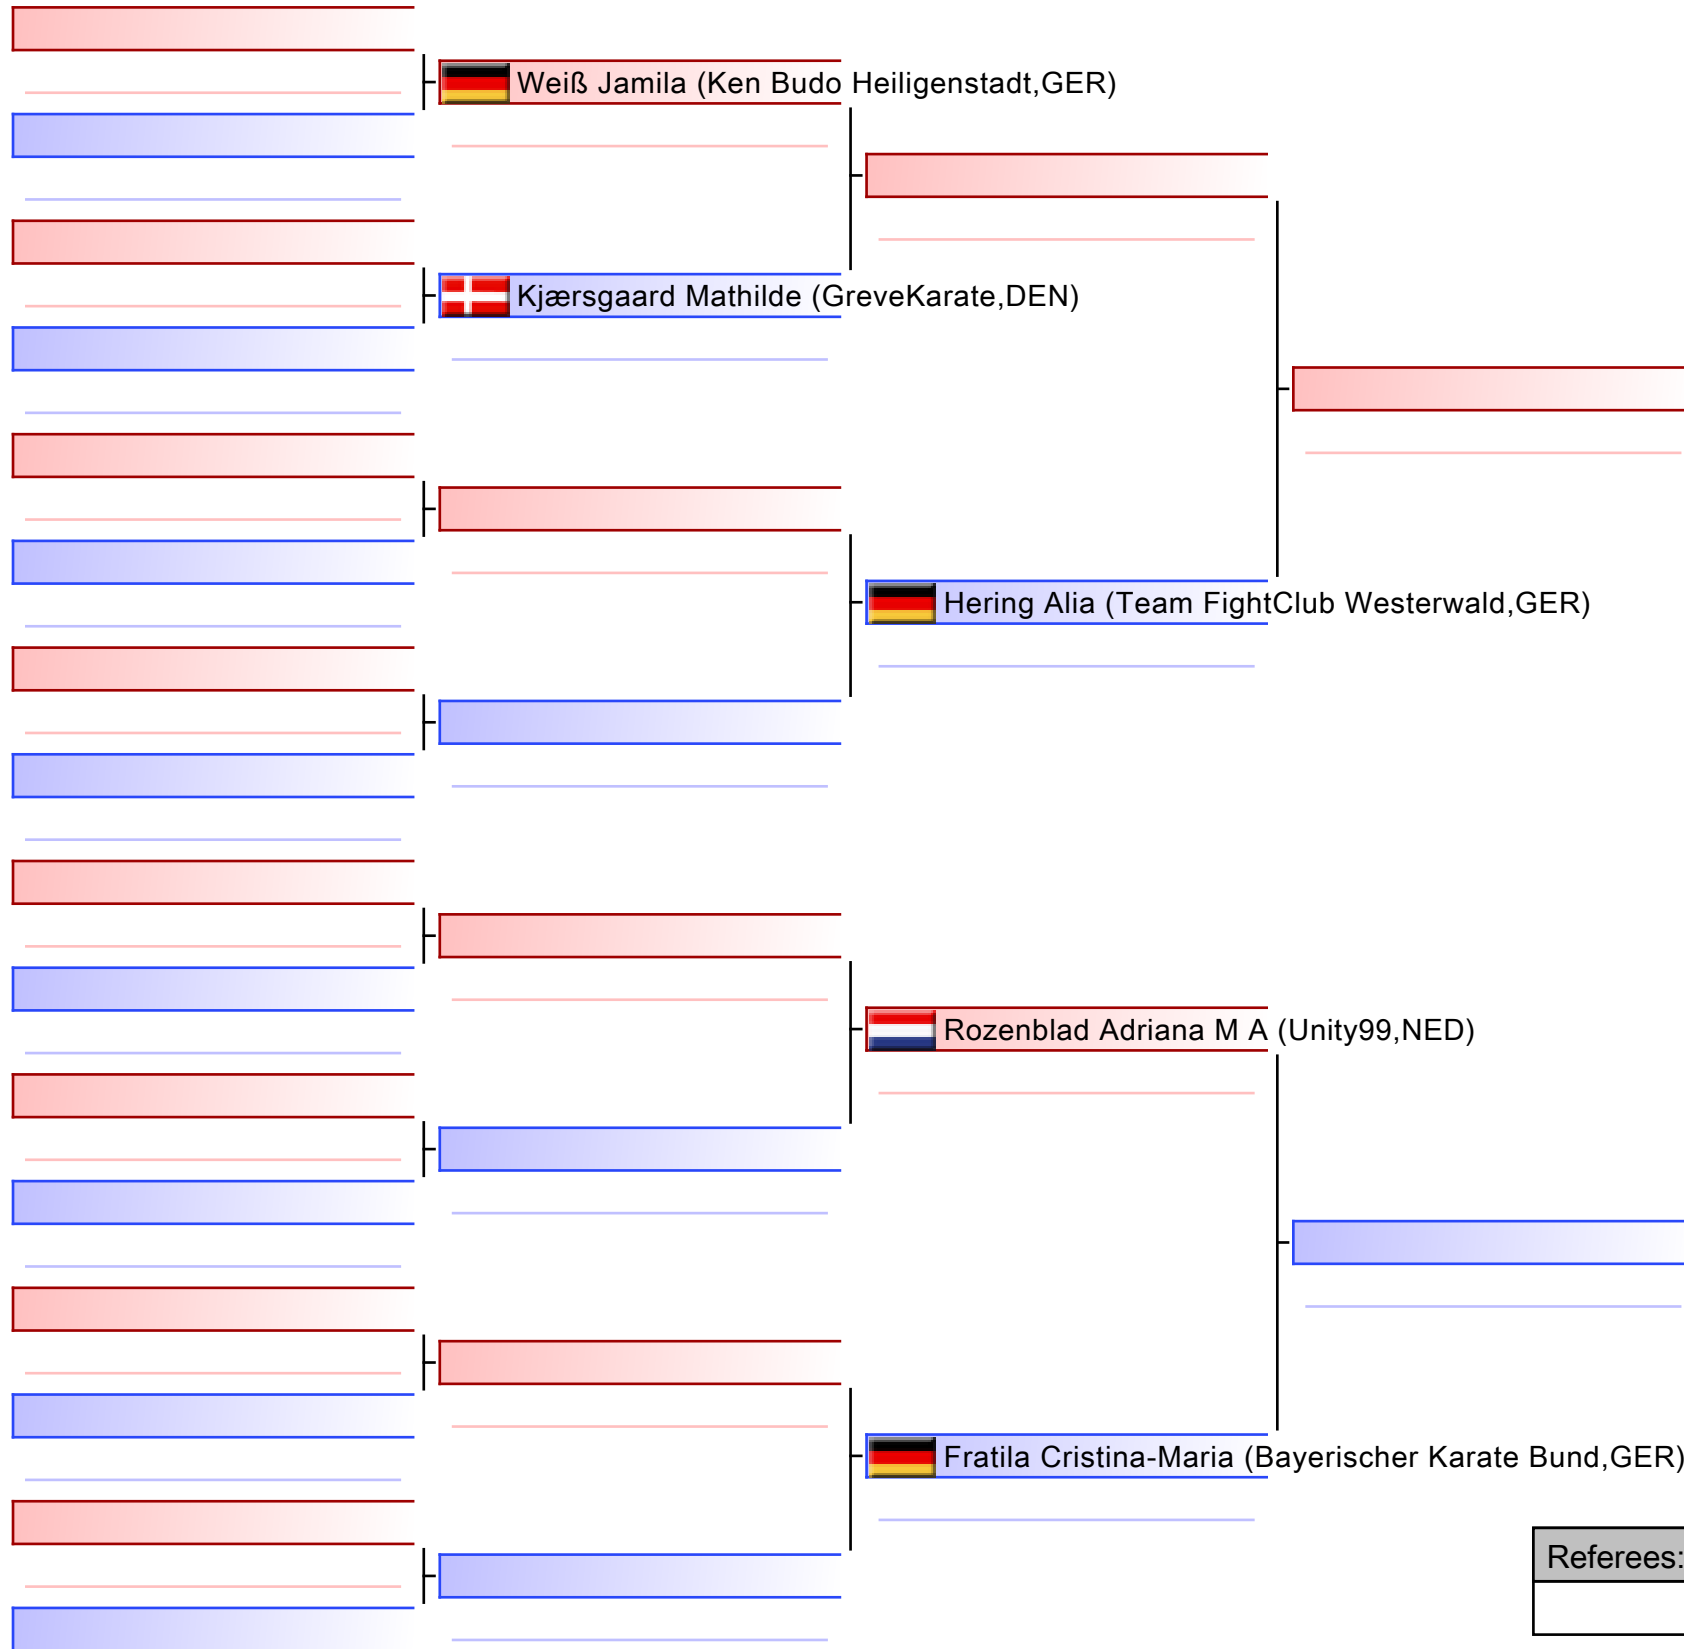 Weiß Jamila (Ken Budo Heiligenstadt,GER)
Kjærsgaard Mathilde (GreveKarate,DEN)
Hering Alia (Team FightClub Westerwald,GER)
Rozenblad Adriana M A (Unity99,NED)
Fratila Cristina-Maria (Bayerischer Karate Bund,GER)
Referees: